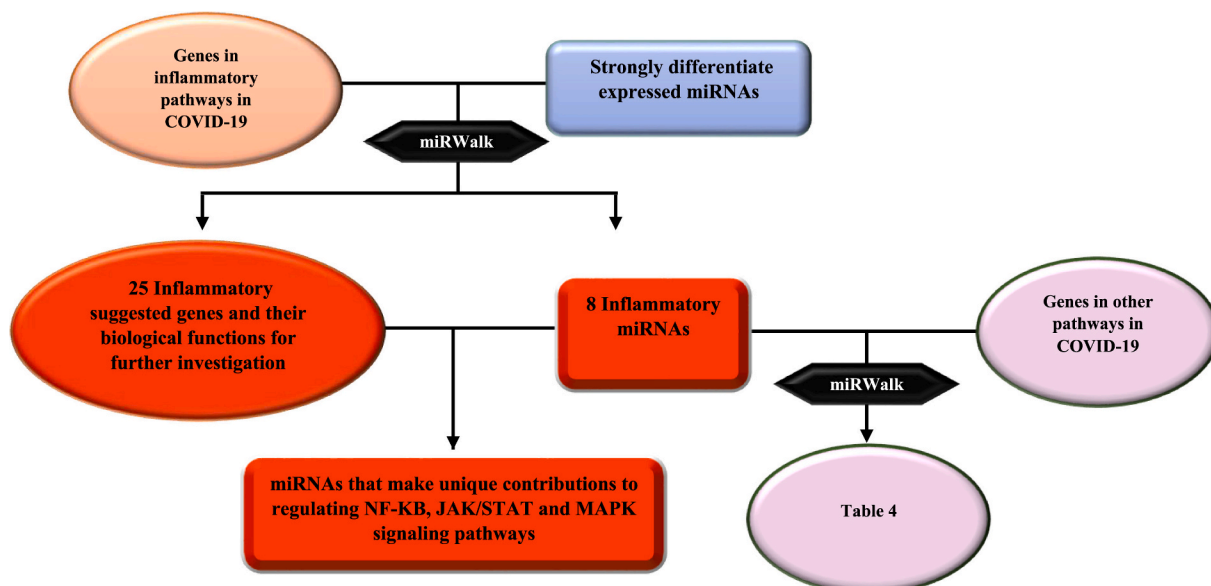 Genes in
inflammatory
pathways in
COVID-19
Strongly differentiate
expressed miRNAs
miRWalk
25 Inflammatory
suggested genes and their
biological functions for
further investigation
8 Inflammatory
miRNAs
Genes in other
pathways in
COVID-19
miRWalk
miRNAs that make unique contributions to
regulating NF-KB, JAK/STAT and MAPK
signaling pathways
Table 4